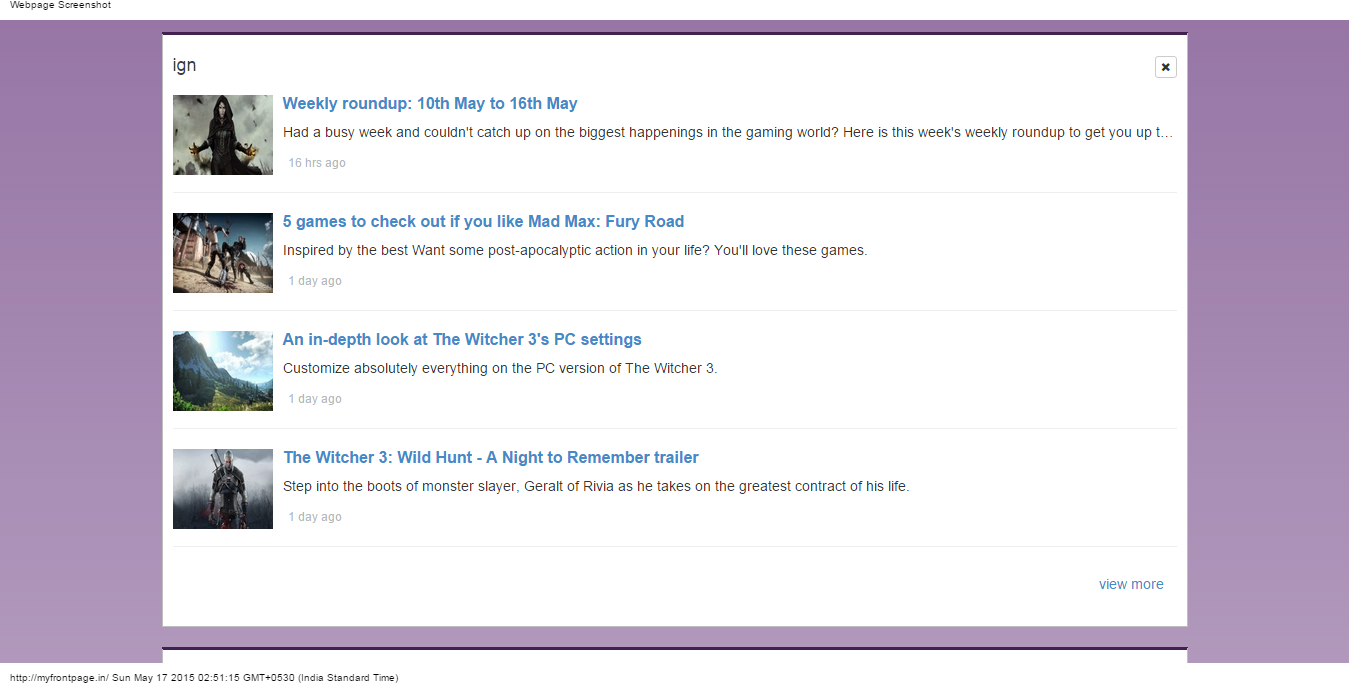 Webpage Screenshot
ign
Weekly roundup: 10th May to 16th May
Had a busy week and couldn't catch up on the biggest happenings in the gaming world? Here is this week's weekly roundup to get you up t…
16 hrs ago
5 games to check out if you like Mad Max: Fury Road
Inspired by the best Want some post-apocalyptic action in your life? You'll love these games.
1 day ago
An in-depth look at The Witcher 3's PC settings
Customize absolutely everything on the PC version of The Witcher 3.
1 day ago
The Witcher 3: Wild Hunt - A Night to Remember trailer
Step into the boots of monster slayer, Geralt of Rivia as he takes on the greatest contract of his life.
1 day ago
view more
http://myfrontpage.in/ Sun May 17 2015 02:51:15 GMT+0530 (India Standard Time)